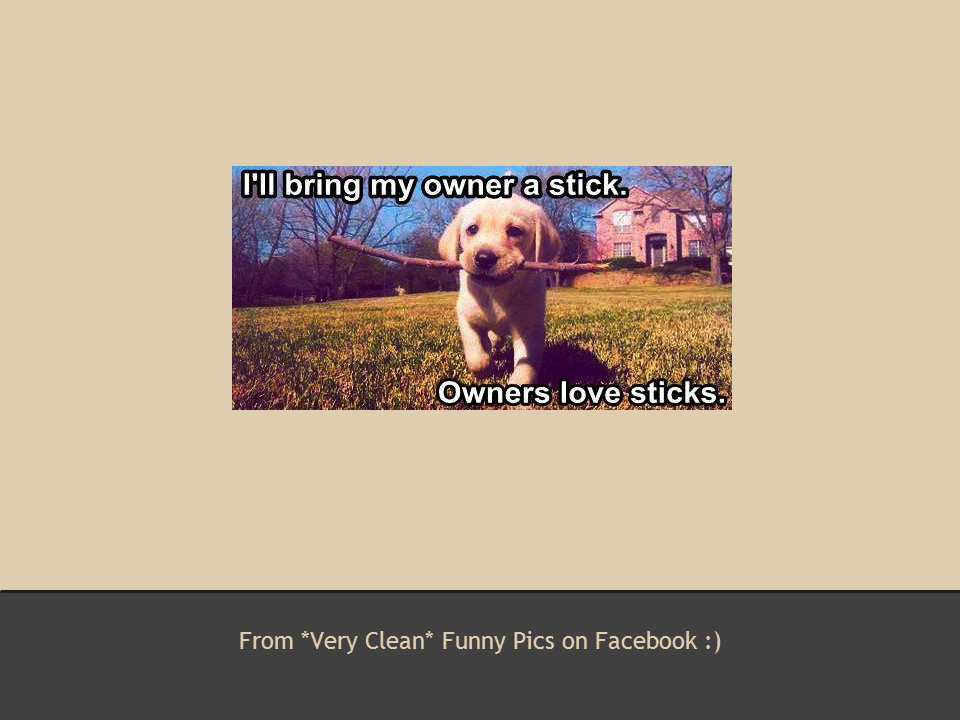 I'll bring my owner a stick.
Owners love sticks.
From *Very Clean* Funny Pics on Facebook :)